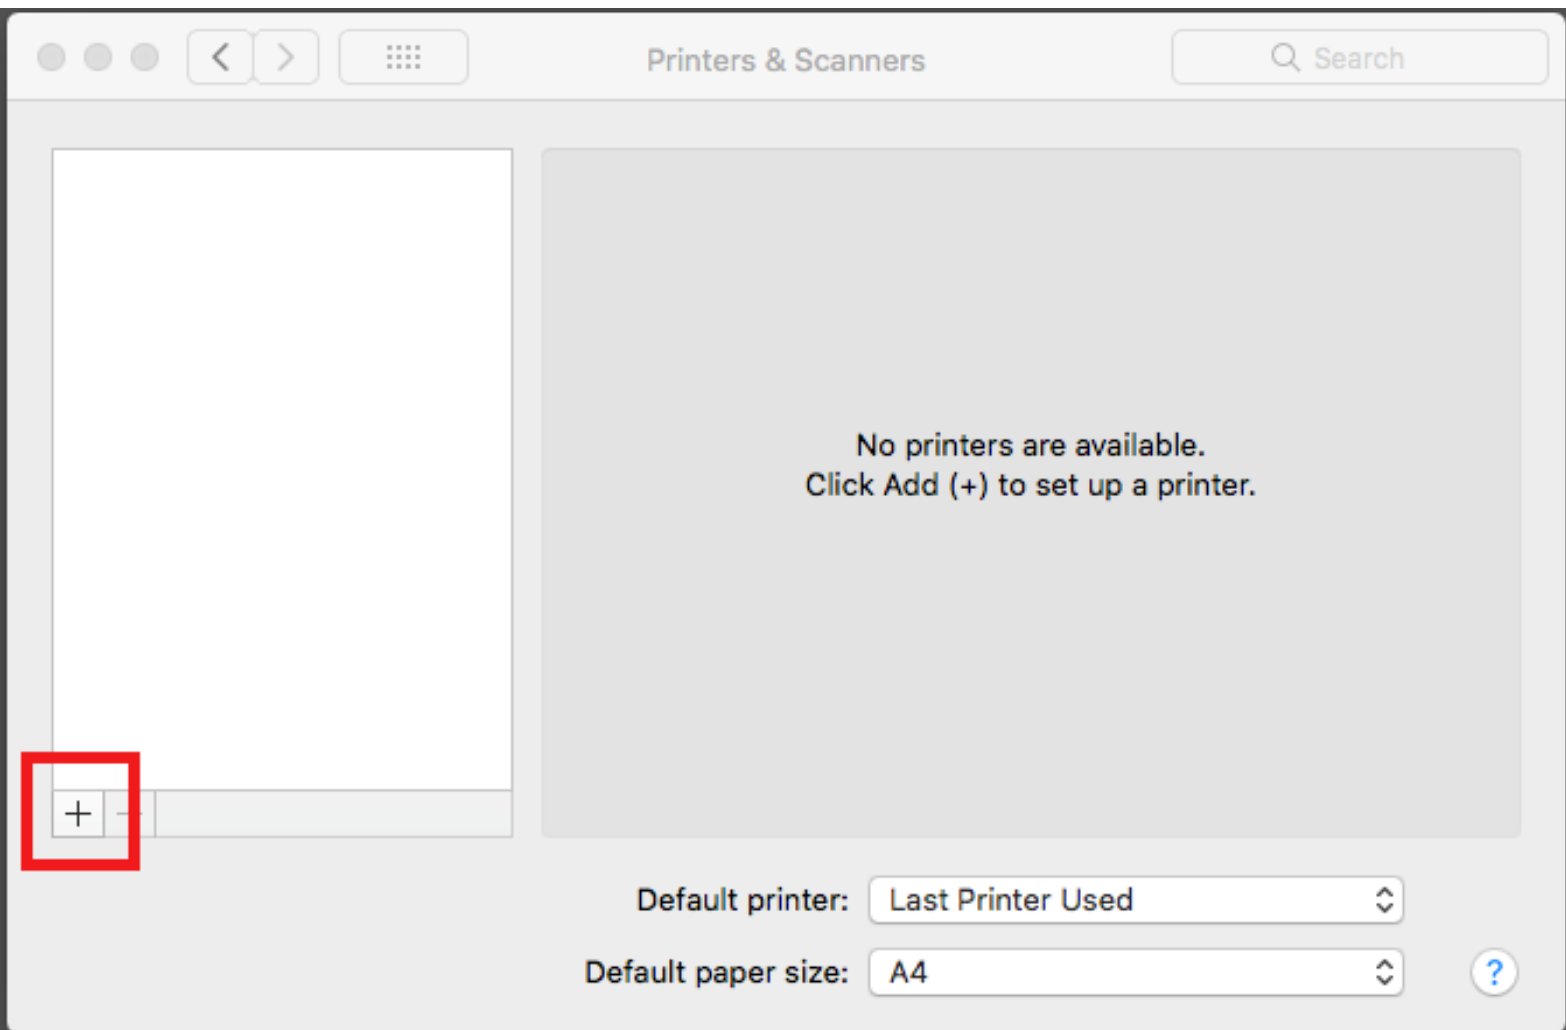 Printers & Scanners
Search
No printers are available.
Click Add (+) to set up a printer.
+
Default printer: Last Printer Used
Default paper size: A4
?